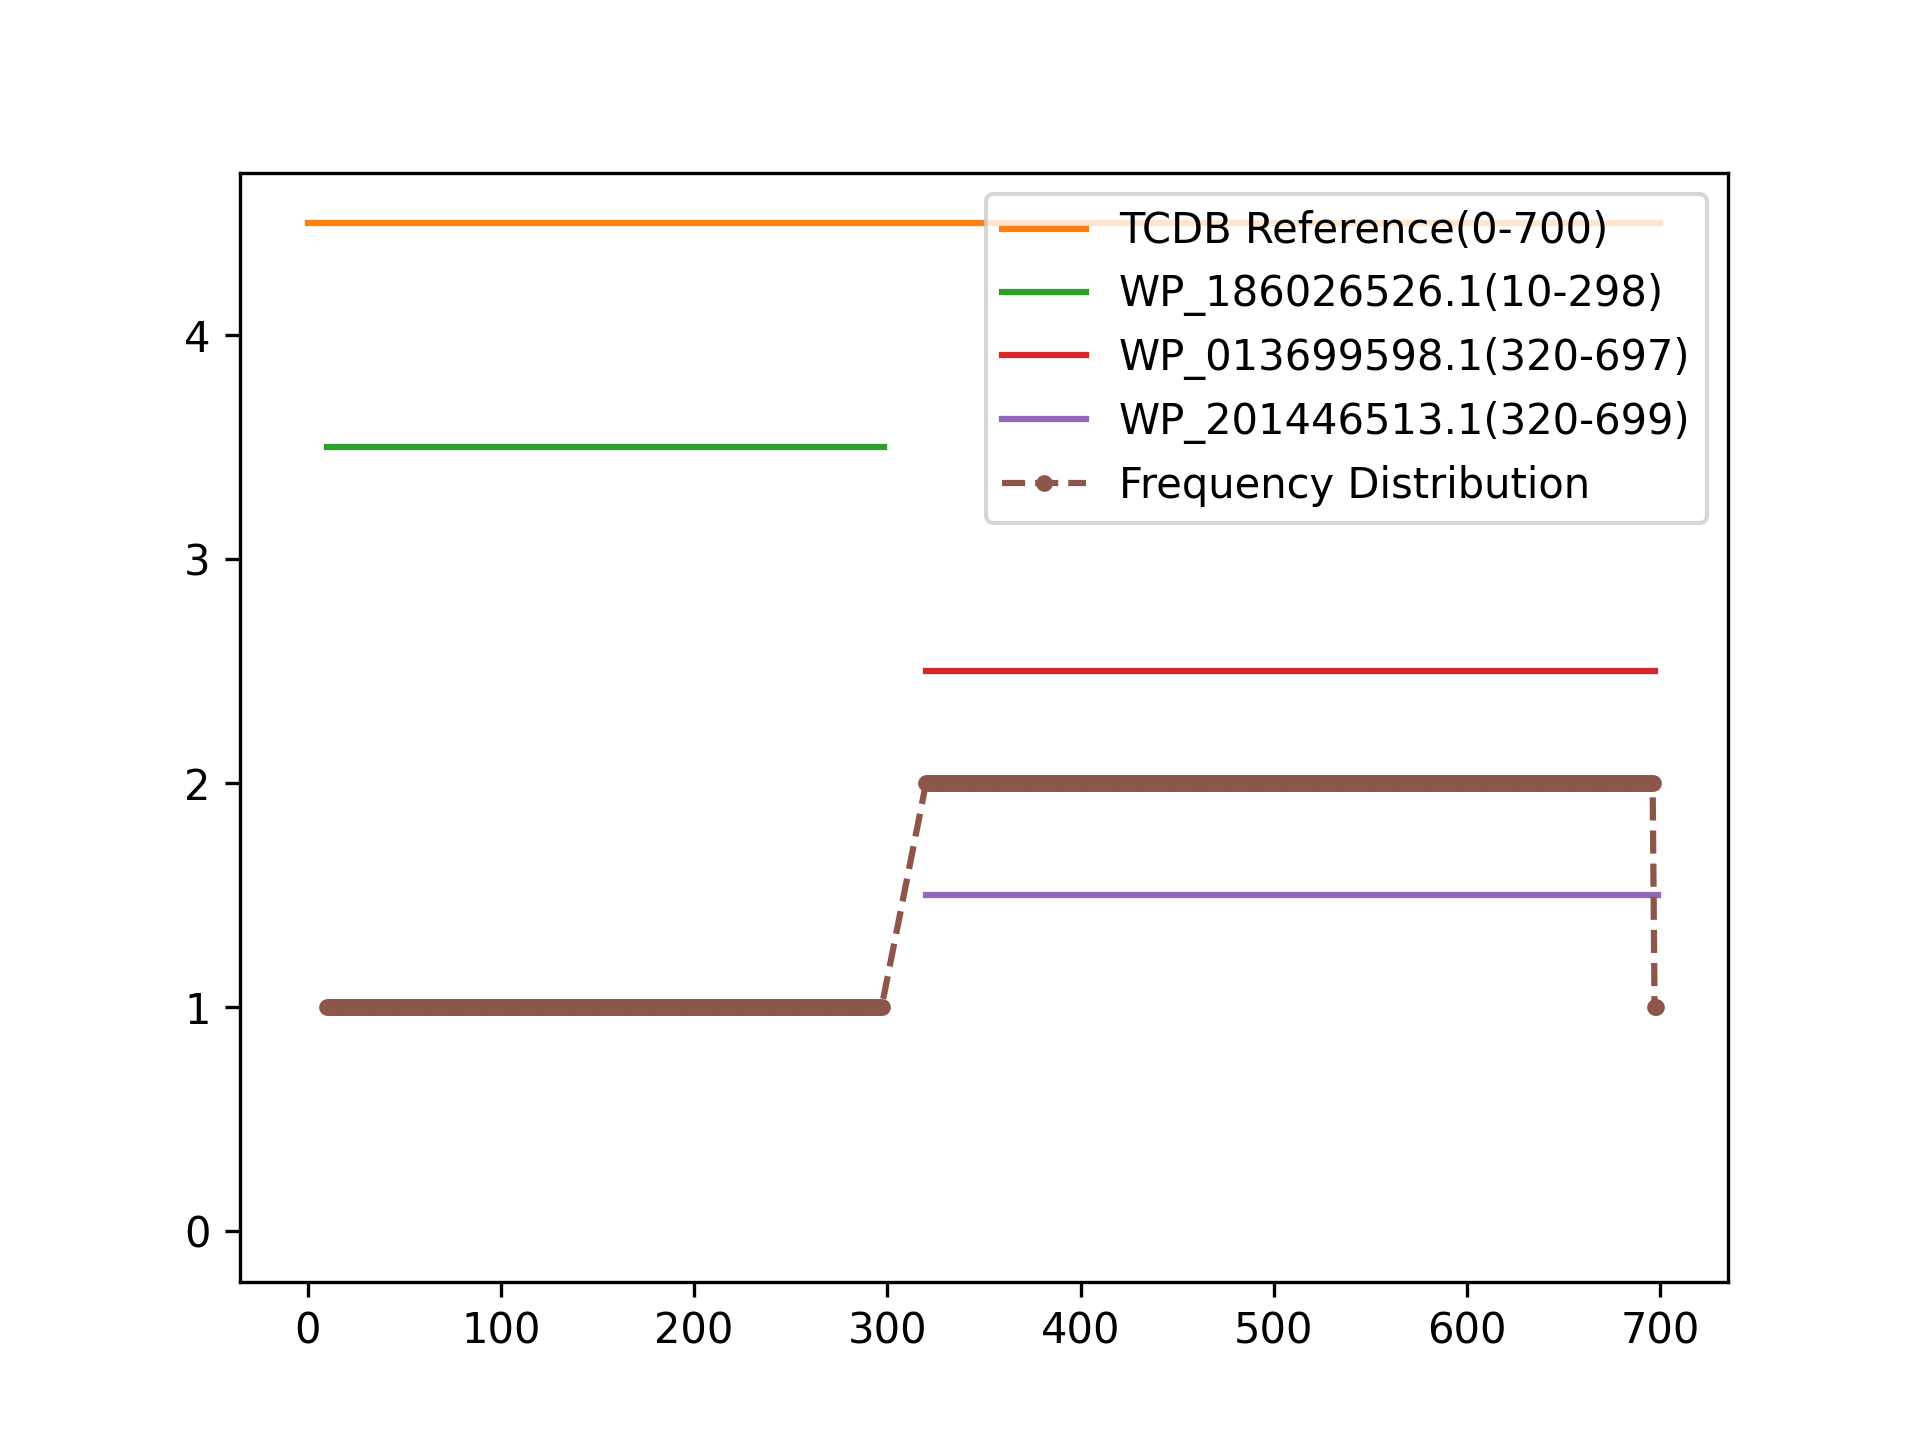 TCDB Reference(0-700)
WP_186026526.1(10-298)
WP_013699598.1(320-697)
WP_201446513.1(320-699)
Frequency Distribution
4
3
2
1
0
0 100 200 300 400 500 600 700